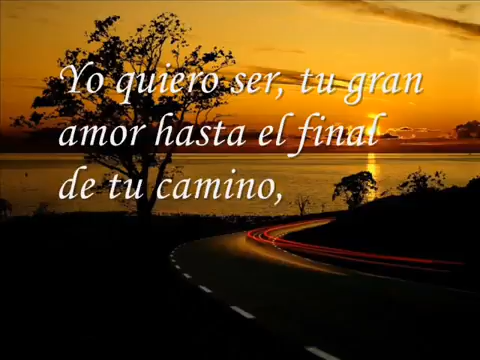 Yo quiero ser, tu gran
amor hasta el final
de tu camino,